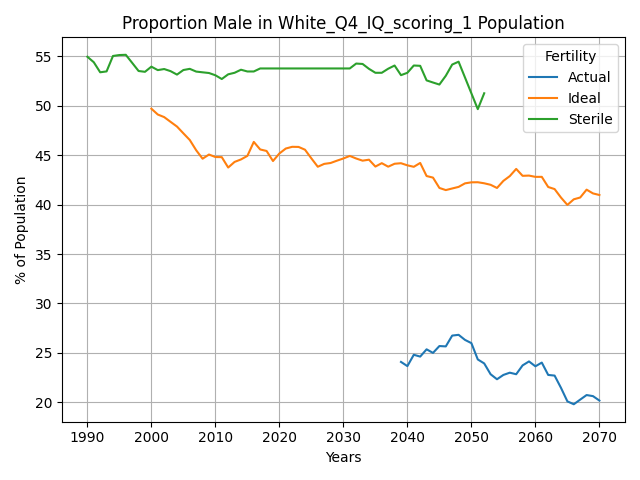 Proportion Male in White_Q4_IQ_scoring_1 Population
Fertility
Actual
Ideal
Sterile
% of Population
55
50
45
40
35
30
25
20
1990
2000
2010
2020
2030
2040
2050
2060
2070
Years